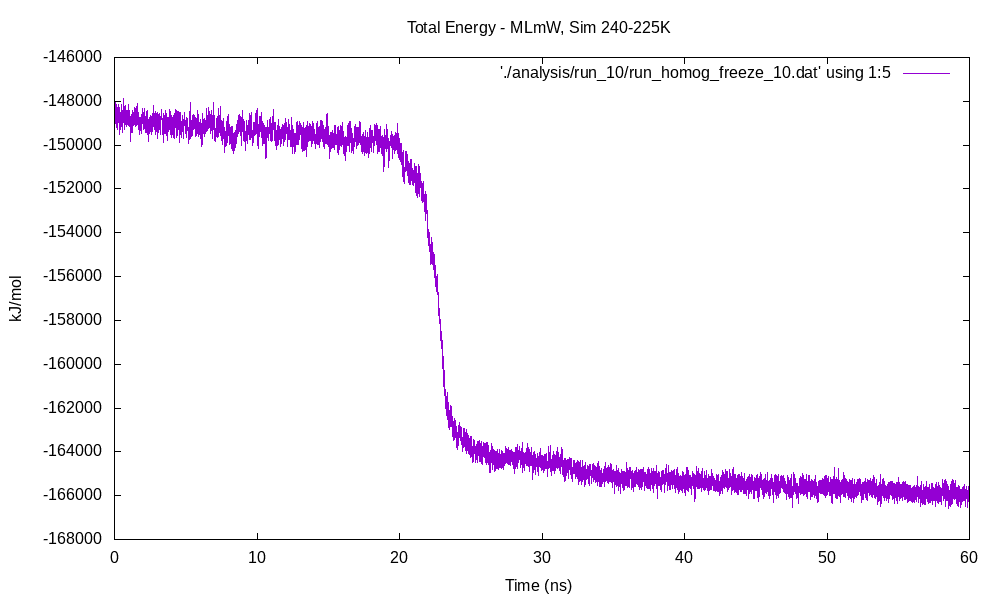 Total Energy - MLmW, Sim 240-225K
'./analysis/run_10/run_homog_freeze_10.dat' using 1:5
-146000
-148000
-150000
-152000
-154000
-156000
-158000
-160000
-162000
-164000
-166000
-168000
kJ/mol
0 10 20 30 40 50 60
Time (ns)